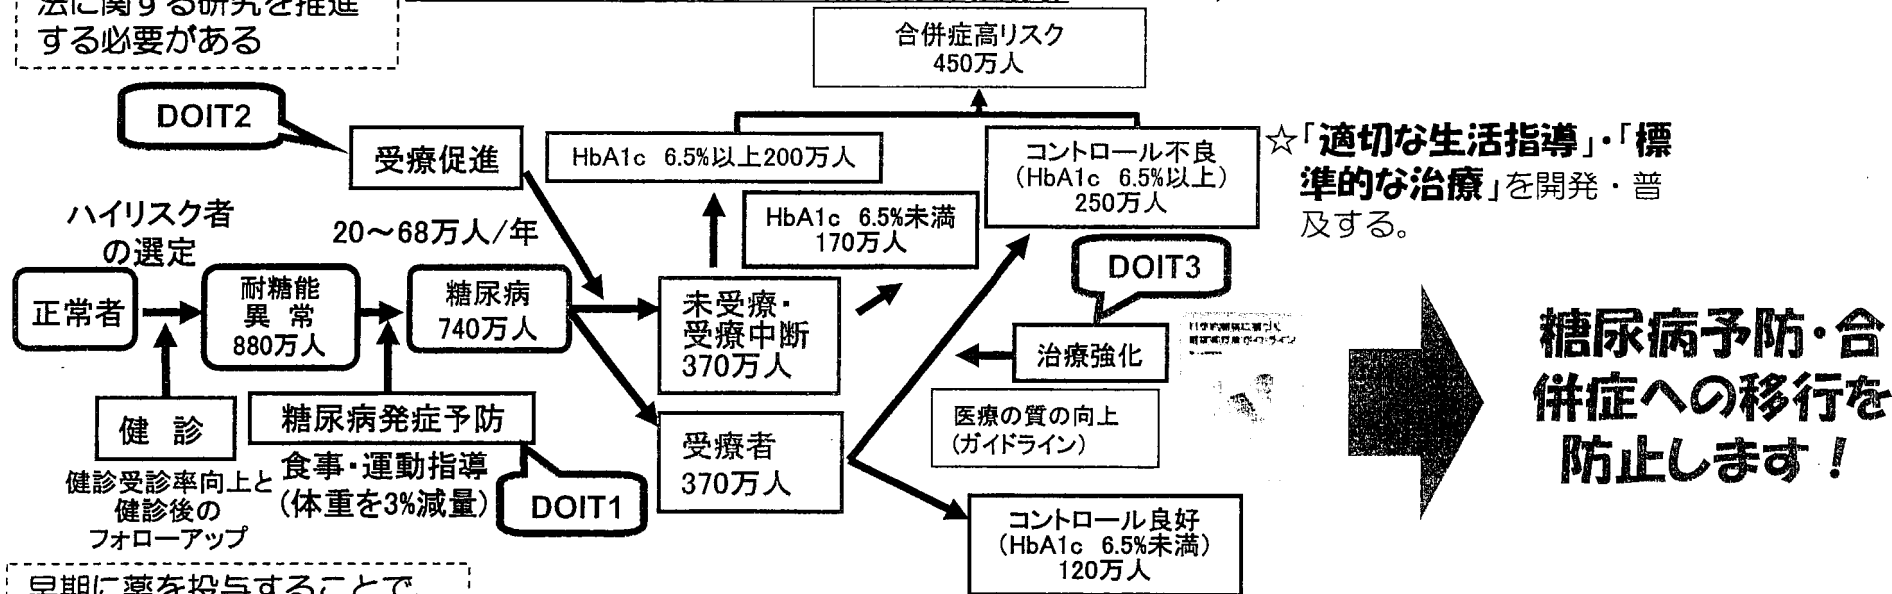 法に関する研究を推進
する必要がある
合併症高リスク
450万人
DOIT2
受療促進
HbA1c 6.5%以上200万人
コントロール不良
(HbA1c 6.5%以上)
250万人
☆「適切な生活指導」・「標
準的な治療」を開発・普
及する。
HbA1c 6.5%未満
170万人
ハイリスク者
の選定
20～68万人/年
DOIT3
正常者
耐糖能
異 常
880万人
糖尿病
740万人
未受療・
受療中断
370万人
治療強化
糖尿病予防・合
併症への移行を
防止します！
健 診
糖尿病発症予防
受療者
370万人
医療の質の向上
(ガイドライン)
健診受診率向上と
健診後の
フォローアップ
食事・運動指導
(体重を3%減量)
DOIT1
コントロール良好
(HbA1c 6.5%未満)
120万人
早期に薬を投与することで、